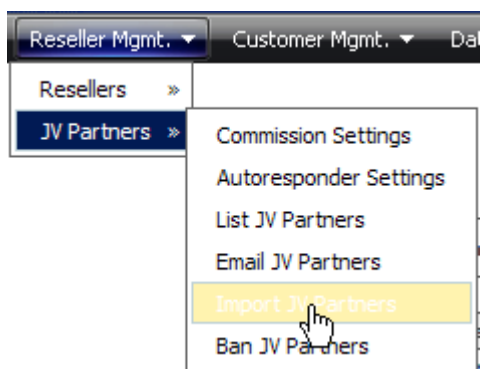 Reseller Mgmt. ▼ Customer Mgmt. ▼
Resellers »
JV Partners »
Commission Settings
Autoresponder Settings
List JV Partners
Email JV Partners
Import JV Partners
Ban JV Partners